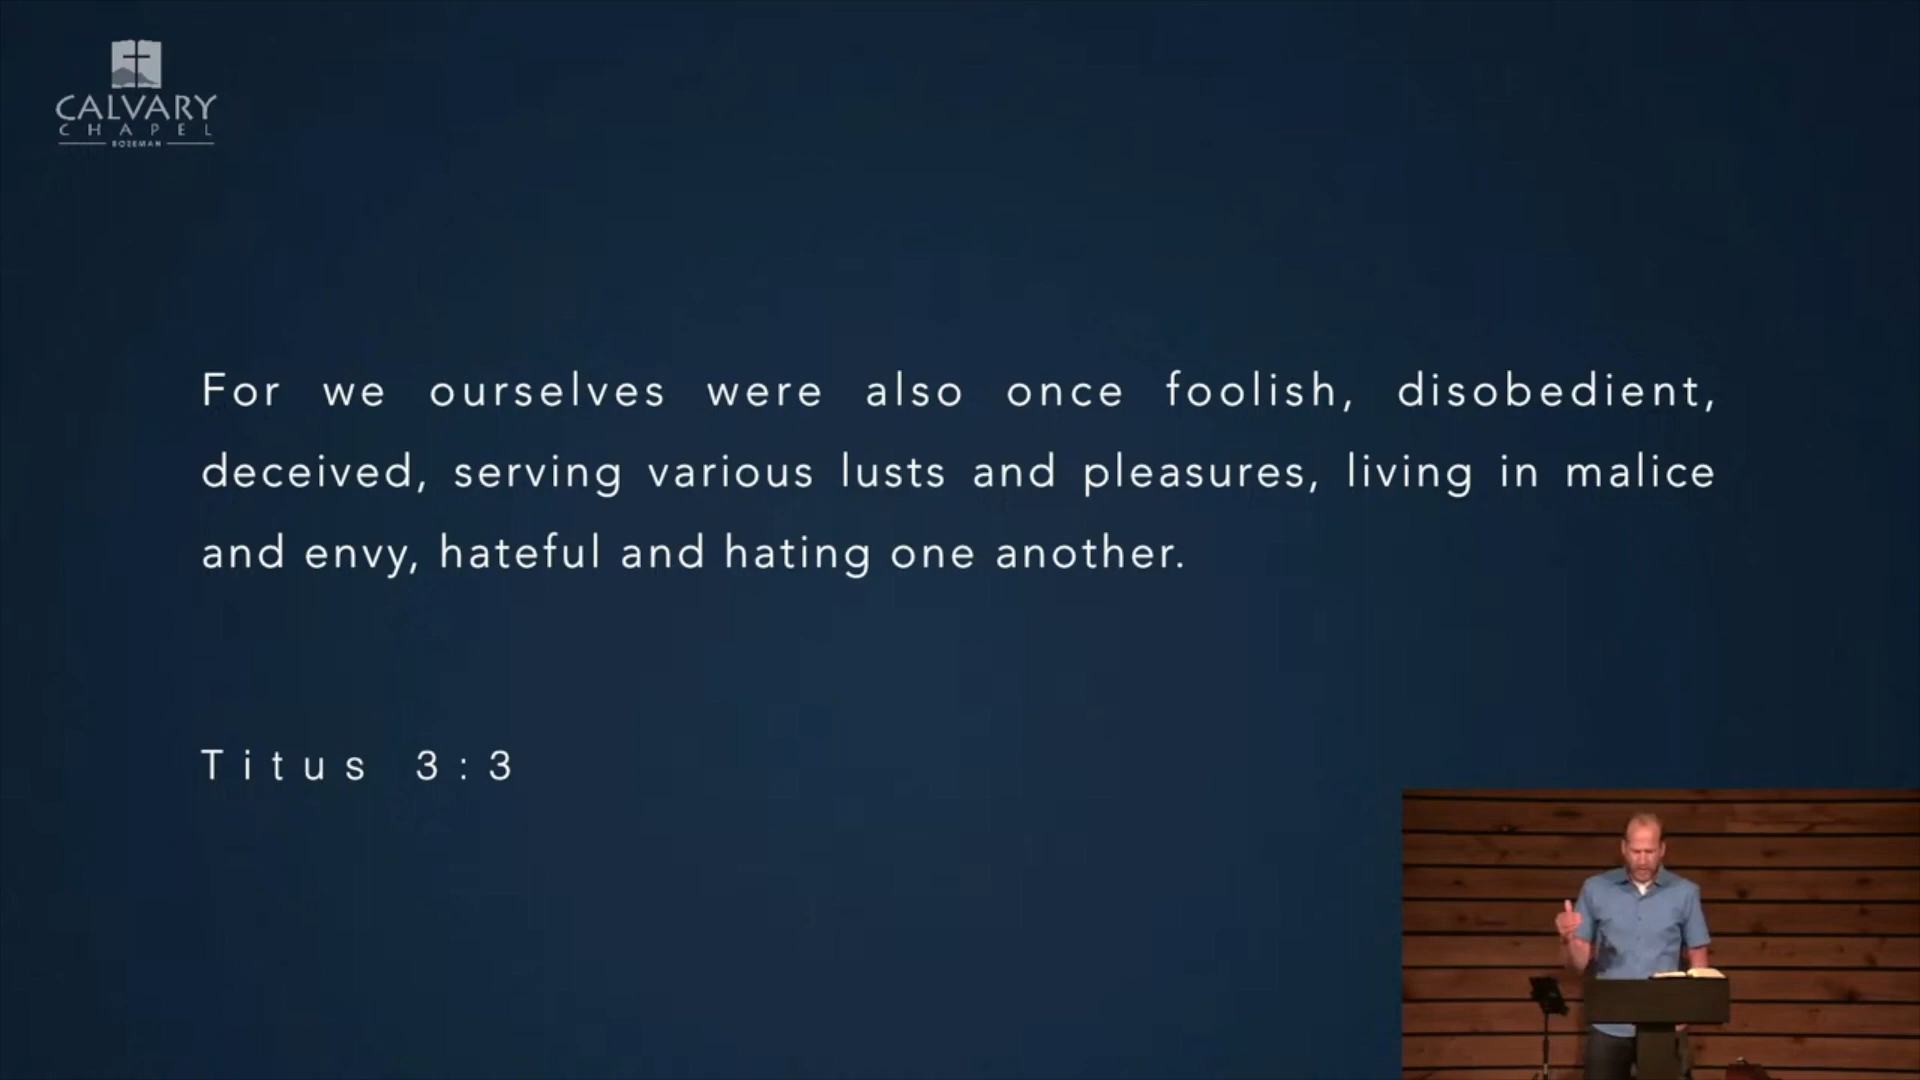 CALVARY
CHAPEL
BOZEMAN
For we ourselves were also once foolish, disobedient,
deceived, serving various lusts and pleasures, living in malice
and envy, hateful and hating one another.
Titus 3:3